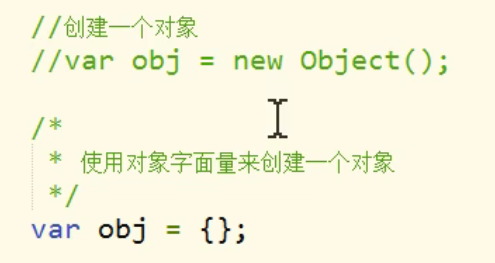 //创建一个对象
//var obj = new Object();
/*
* 使用对象字面量来创建一个对象
*/
var obj = {};